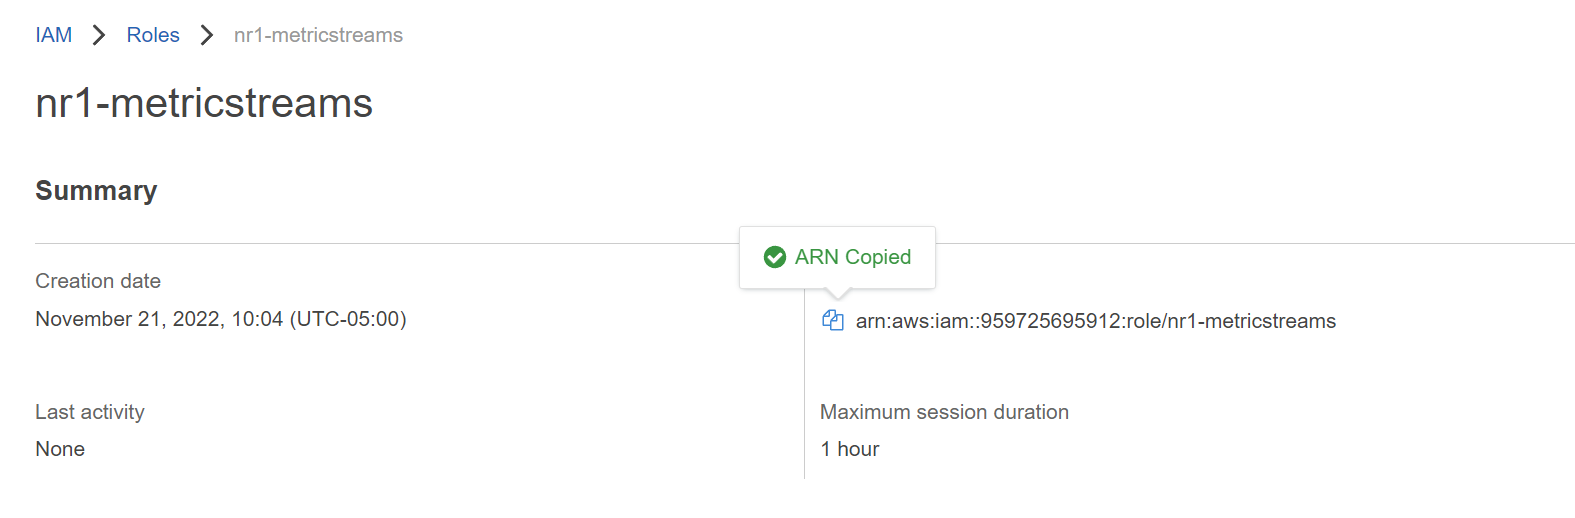 IAM > Roles > nr1-metricstreams
nr1-metricstreams
Summary
ARN Copied
Creation date
November 21, 2022, 10:04 (UTC-05:00)
arn:aws:iam::959725695912:role/nr1-metricstreams
Last activity
None
Maximum session duration
1 hour